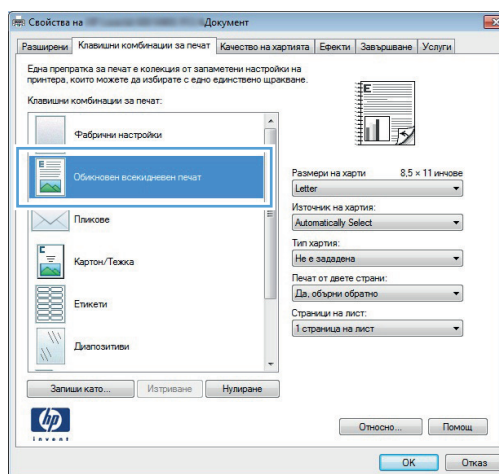 Свойства на Документ
Разширени Клавишни комбинации за печат Качество на хартията Ефекти Завършване Услуги
Една препратка за печат е колекция от запаметени настройки на
принтера, които можете да избирате с едно единствено щракване.
Клавишни комбинации за печат:
Фабрични настройки
Обикновен всекидневен печат
Пликове
Картон/Тежка
Етикети
Диапозитиви
Размери на харти 8,5 × 11 инчове
Letter
Източник на хартия:
Automatically Select
Тип хартия:
Не е зададена
Печат от двете страни:
Да, обърни обратно
Страници на лист:
1 страница на лист
Запиши като... Изтриване Нулиране
hp
invent
Относно... Помощ
OK Отказ